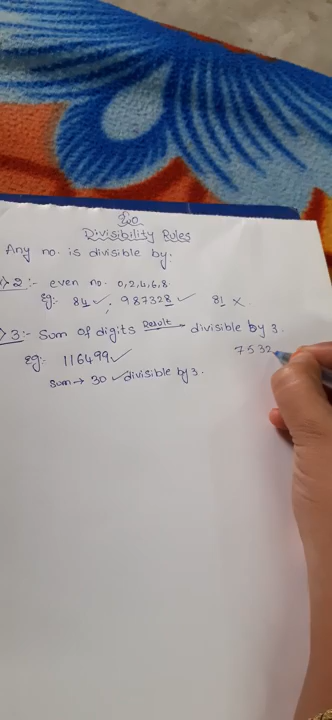 Divisibility Rules
Any no. is divisible by:
2 :- even no. 0,2,4,6,8.
Eg: 84 ✓ , 987328 ✓ 81 ×
3 :- Sum of digits Result → divisible by 3.
Eg: 116499 ✓ 7532
Sum → 30 ✓ divisible by 3.